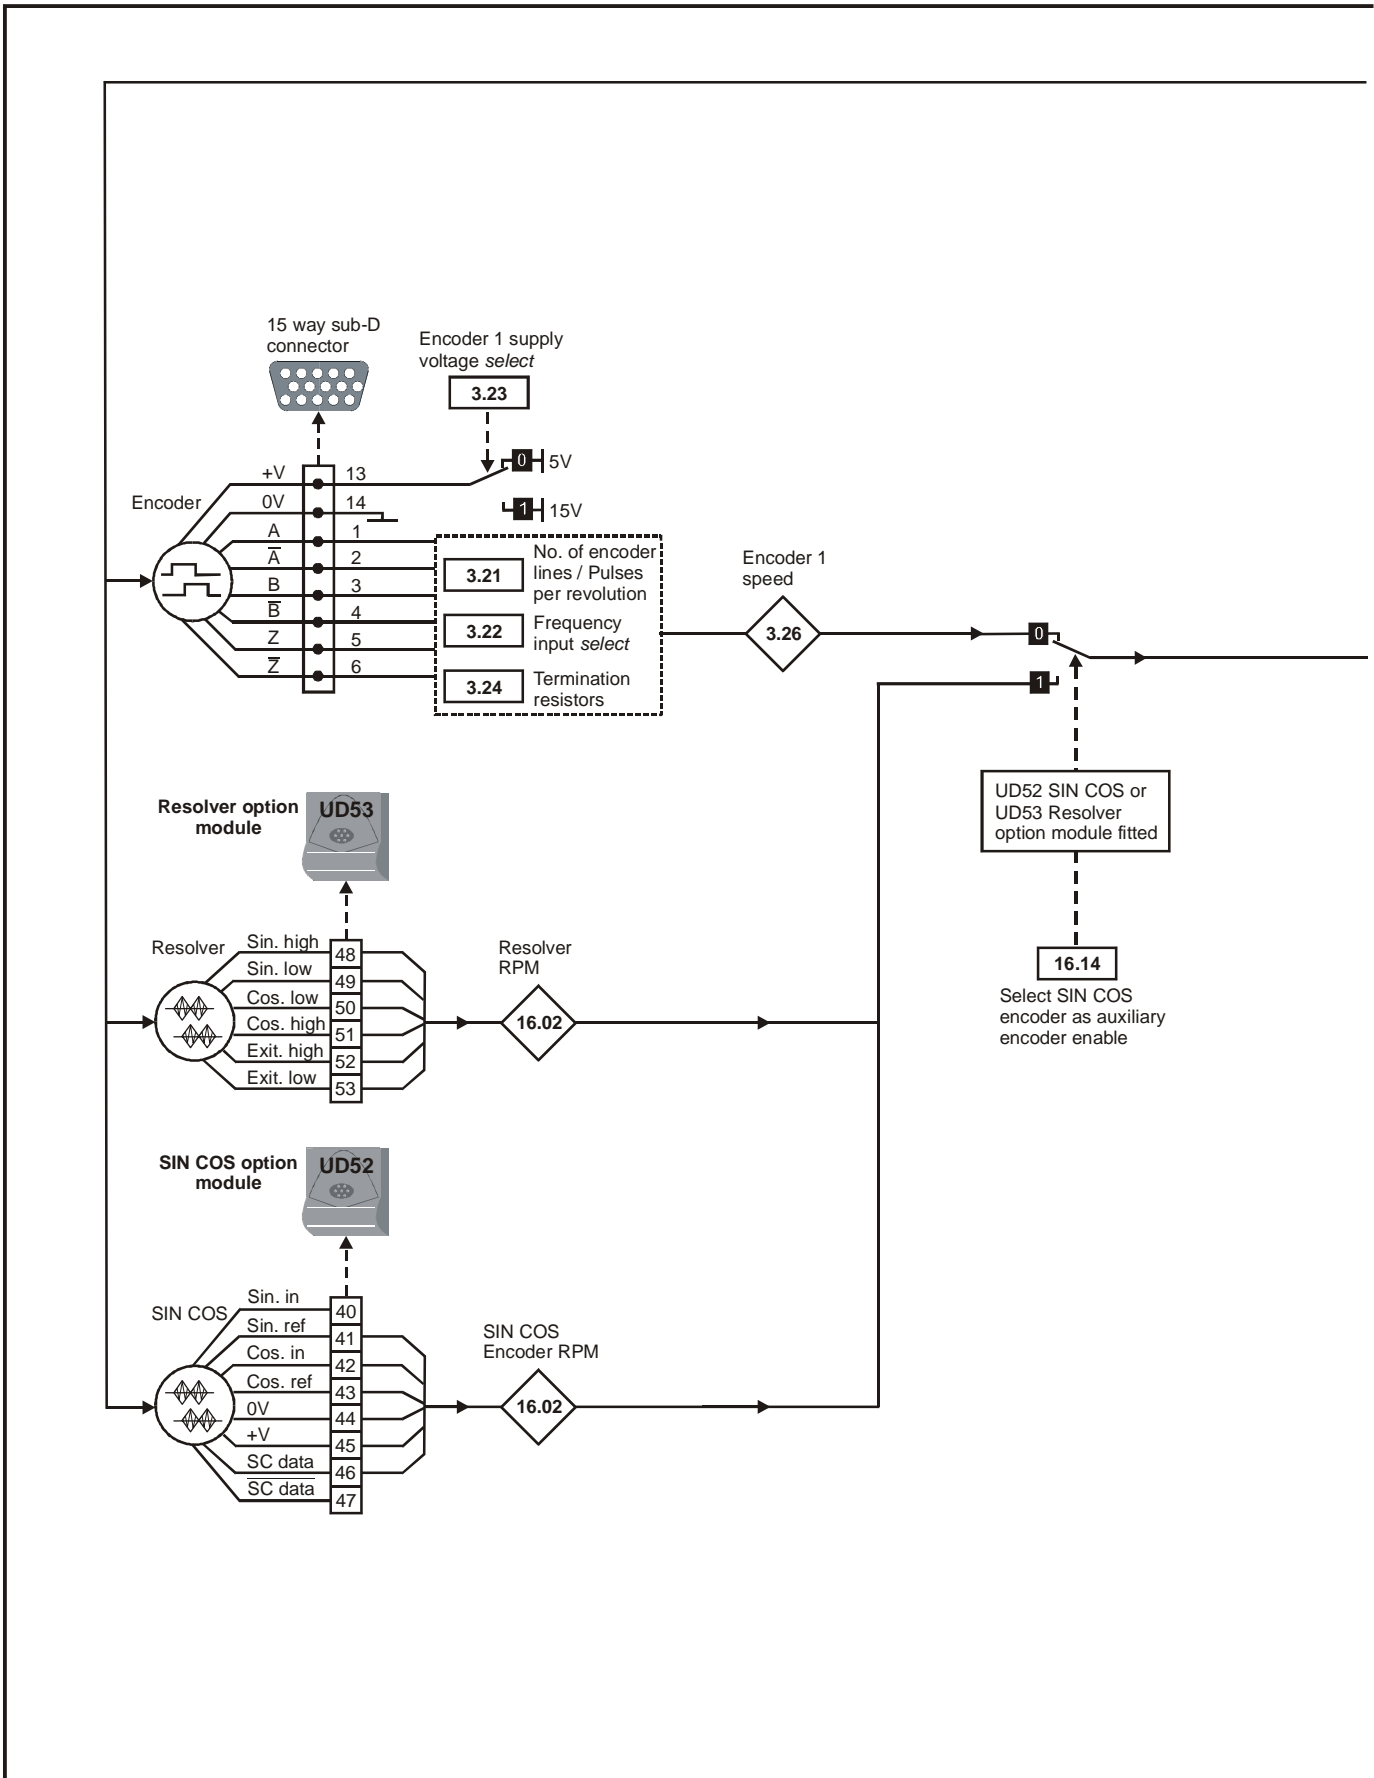 15 way sub-D
connector
Encoder 1 supply
voltage select
3.23
0 5V
1 15V
Encoder
+V 13
0V 14
A 1
A̅ 2
B 3
B̅ 4
Z 5
Z̅ 6
3.21 No. of encoder
lines / Pulses
per revolution
3.22 Frequency
input select
3.24 Termination
resistors
Encoder 1
speed
3.26
0
1
UD52 SIN COS or
UD53 Resolver
option module fitted
16.14
Select SIN COS
encoder as auxiliary
encoder enable
Resolver option
module
UD53
Resolver
Sin. high 48
Sin. low 49
Cos. low 50
Cos. high 51
Exit. high 52
Exit. low 53
Resolver
RPM
16.02
SIN COS option
module
UD52
SIN COS
Sin. in 40
Sin. ref 41
Cos. in 42
Cos. ref 43
0V 44
+V 45
SC data 46
S̅C̅ ̅d̅a̅t̅a̅ 47
SIN COS
Encoder RPM
16.02